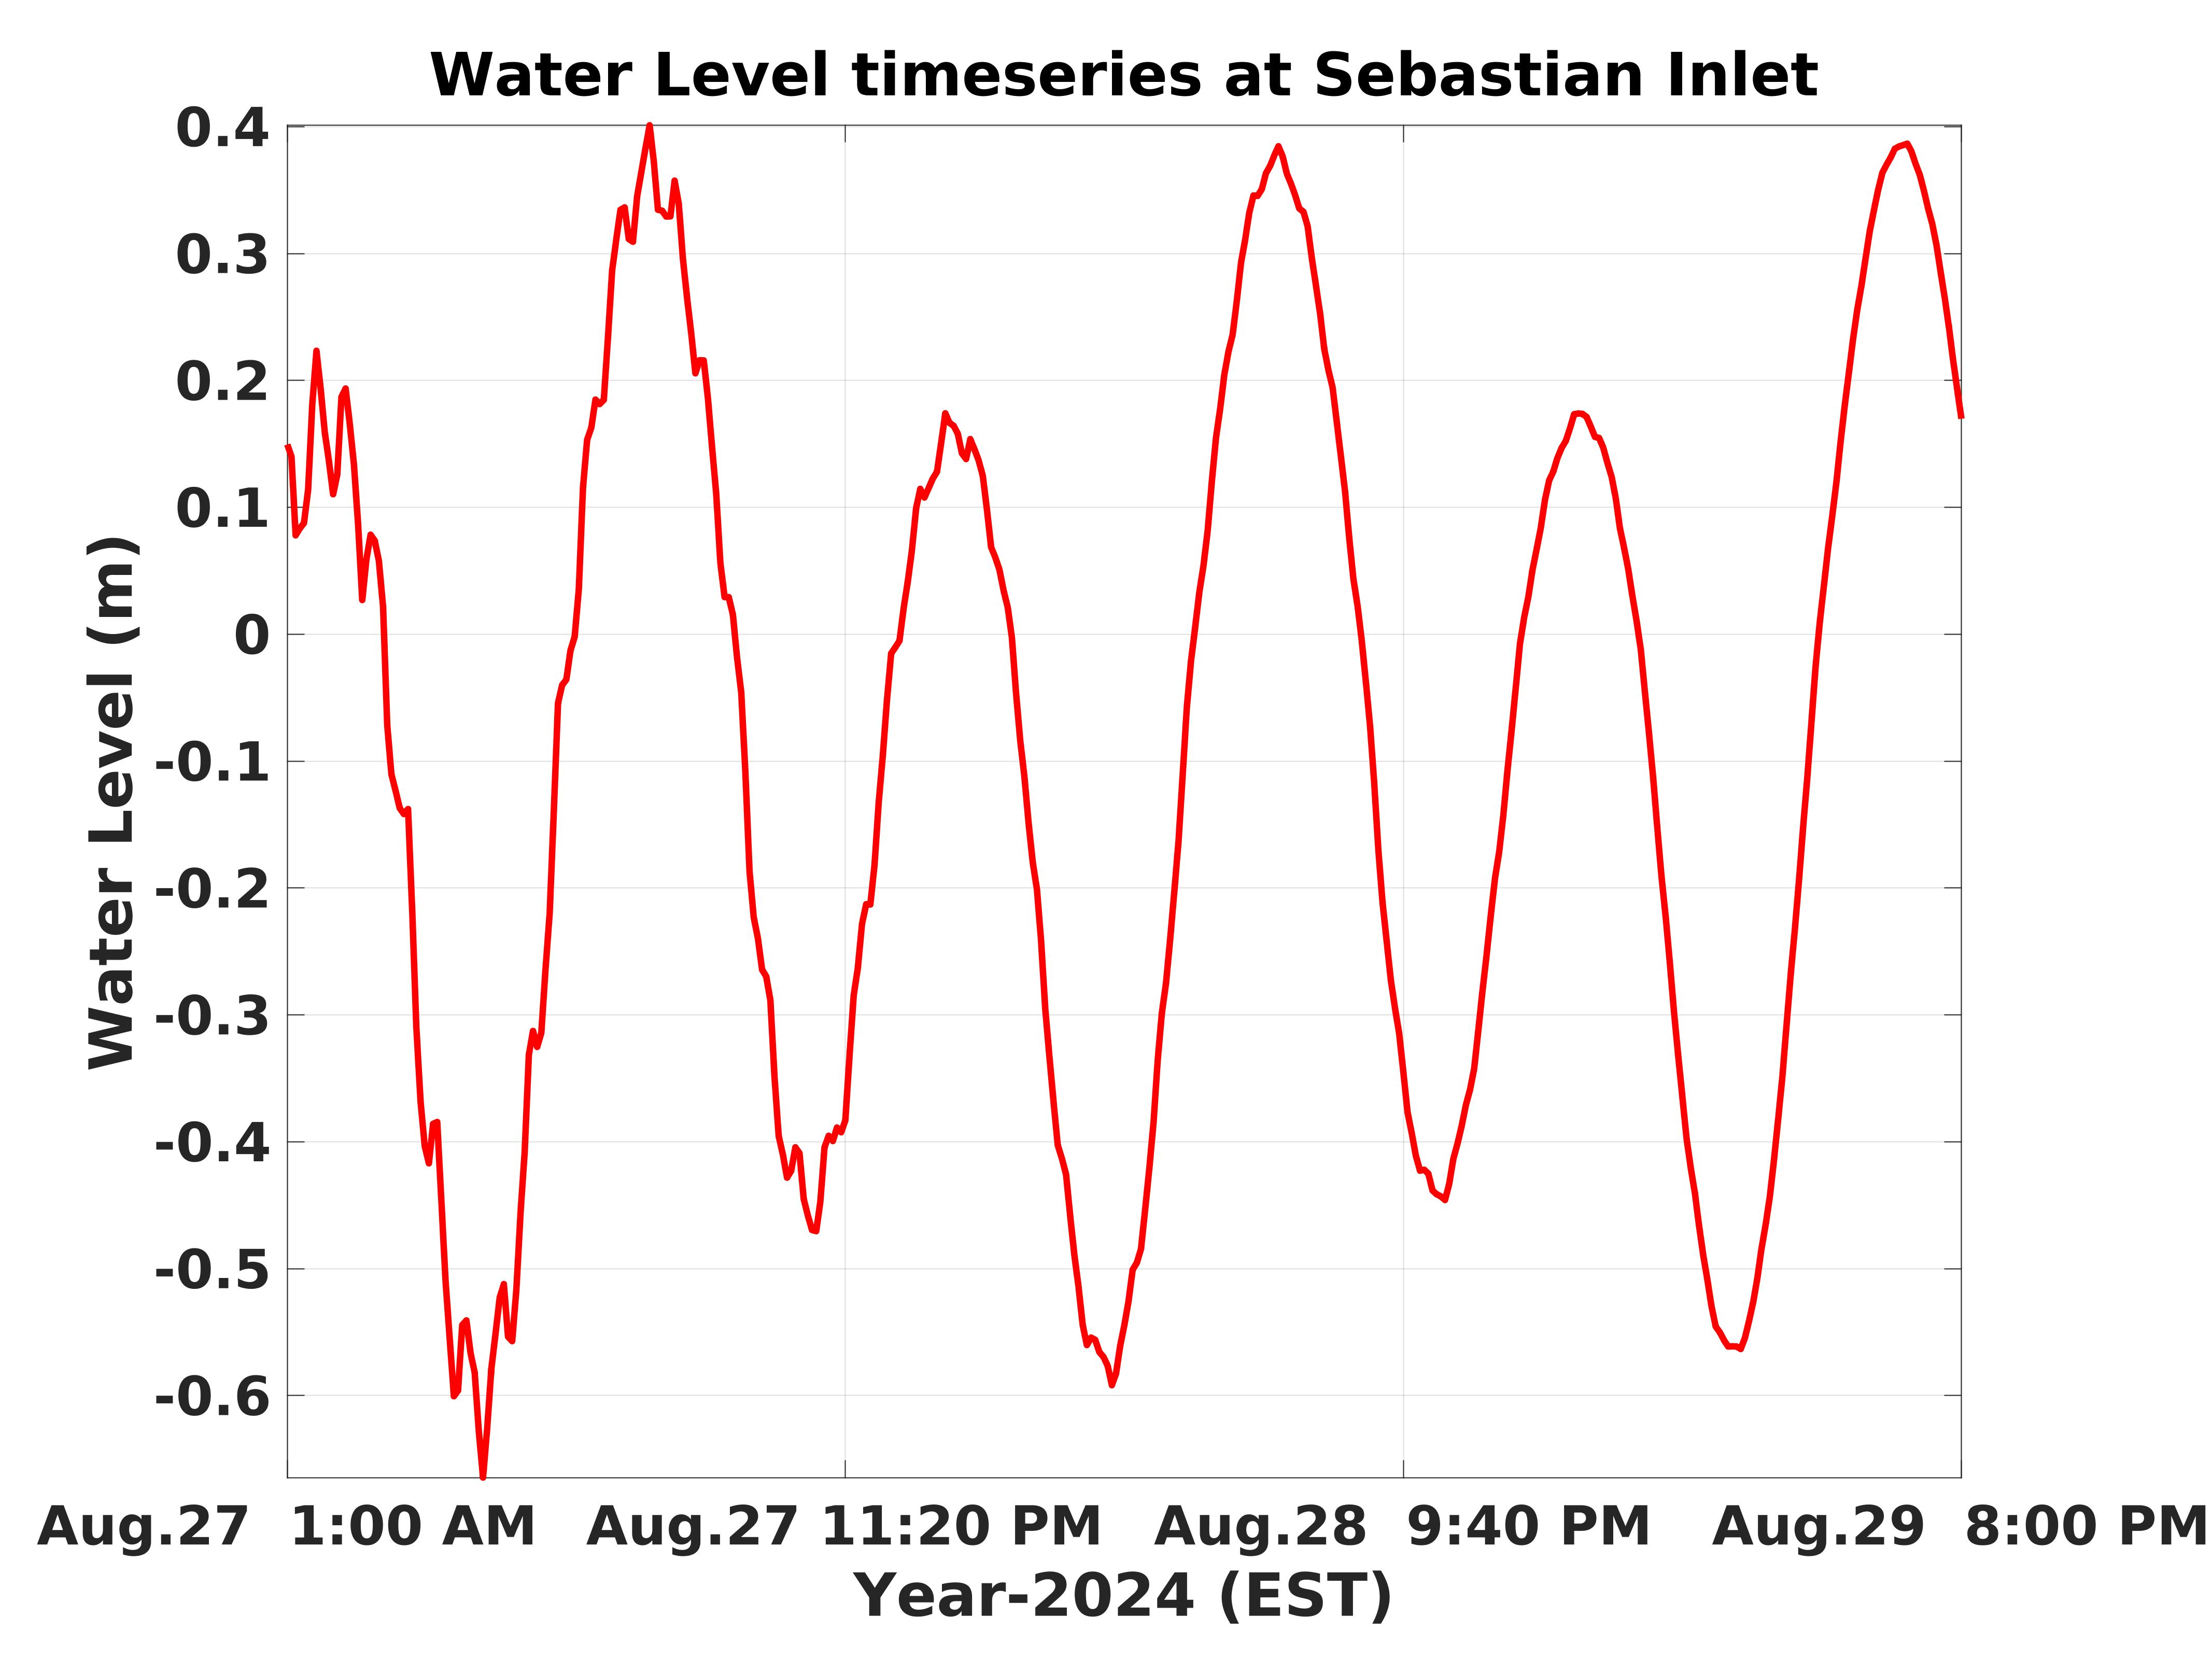 Water Level timeseries at Sebastian Inlet
Water Level (m)
0.4
0.3
0.2
0.1
0
-0.1
-0.2
-0.3
-0.4
-0.5
-0.6
Aug.27 1:00 AM Aug.27 11:20 PM Aug.28 9:40 PM Aug.29 8:00 PM
Year-2024 (EST)